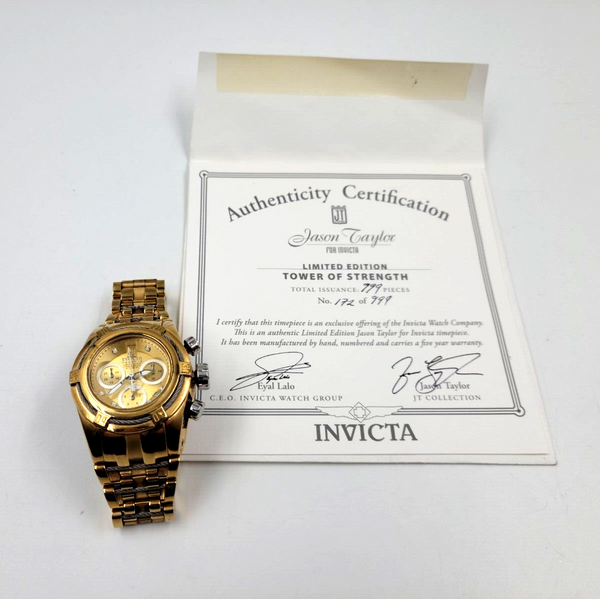 Authenticity Certification
JT
Jason Taylor
FOR INVICTA
LIMITED EDITION
TOWER OF STRENGTH
TOTAL ISSUANCE: 999 PIECES
No. 172 of 999
I certify that this timepiece is an exclusive offering of the Invicta Watch Company.
This is an authentic Limited Edition Jason Taylor for Invicta timepiece.
It has been manufactured by hand, numbered and carries a five year warranty.
Eyal Lalo
Jason Taylor
C.E.O. INVICTA WATCH GROUP
JT COLLECTION
INVICTA